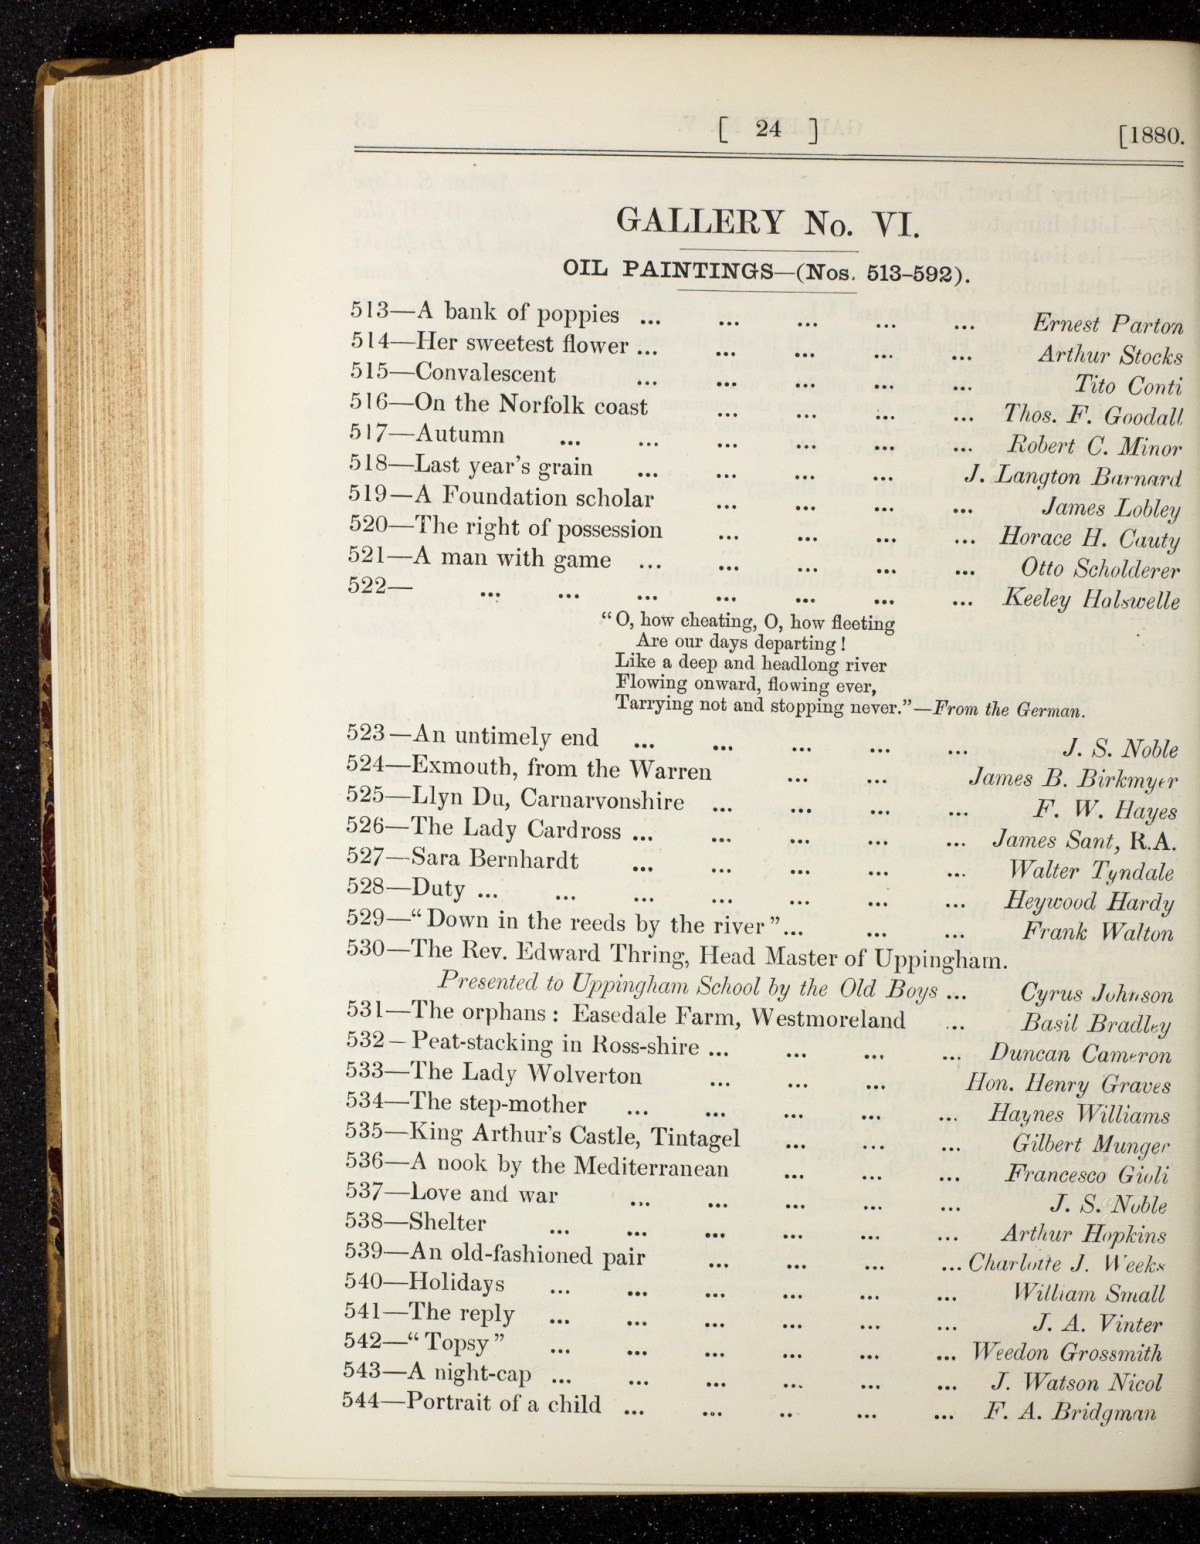 [ 24 ] [1880.
GALLERY No. VI.
OIL PAINTINGS—(Nos. 513-592).
513—A bank of poppies ... ... ... ... ... Ernest Parton
514—Her sweetest flower ... ... ... ... ... Arthur Stocks
515—Convalescent ... ... ... ... ... Tito Conti
516—On the Norfolk coast ... ... ... ... Thos. F. Goodall
517—Autumn ... ... ... ... ... ... Robert C. Minor
518—Last year's grain ... ... ... ... J. Langton Barnard
519—A Foundation scholar ... ... ... ... James Lobley
520—The right of possession ... ... ... ... Horace H. Cauty
521—A man with game ... ... ... ... ... Otto Scholderer
522— ... ... ... ... ... ... ... Keeley Halswelle
"O, how cheating, O, how fleeting
Are our days departing!
Like a deep and headlong river
Flowing onward, flowing ever,
Tarrying not and stopping never."—From the German.
523—An untimely end ... ... ... ... ... J. S. Noble
524—Exmouth, from the Warren ... ... James B. Birkmyer
525—Llyn Du, Carnarvonshire ... ... ... ... F. W. Hayes
526—The Lady Cardross ... ... ... ... ... James Sant, R.A.
527—Sara Bernhardt ... ... ... ... ... Walter Tyndale
528—Duty ... ... ... ... ... ... ... Heywood Hardy
529—"Down in the reeds by the river"... ... ... Frank Walton
530—The Rev. Edward Thring, Head Master of Uppingham.
Presented to Uppingham School by the Old Boys ... Cyrus Johnson
531—The orphans: Easedale Farm, Westmoreland ... Basil Bradley
532—Peat-stacking in Ross-shire ... ... ... ... Duncan Cameron
533—The Lady Wolverton ... ... ... Hon. Henry Graves
534—The step-mother ... ... ... ... ... Haynes Williams
535—King Arthur's Castle, Tintagel ... ... ... Gilbert Munger
536—A nook by the Mediterranean ... ... ... Francesco Gioli
537—Love and war ... ... ... ... ... J. S. Noble
538—Shelter ... ... ... ... ... ... Arthur Hopkins
539—An old-fashioned pair ... ... ... ... Charlotte J. Weeks
540—Holidays ... ... ... ... ... ... William Small
541—The reply ... ... ... ... ... ... J. A. Vinter
542—"Topsy" ... ... ... ... ... ... Weedon Grossmith
543—A night-cap ... ... ... ... ... ... J. Watson Nicol
544—Portrait of a child ... ... ... ... ... F. A. Bridgman